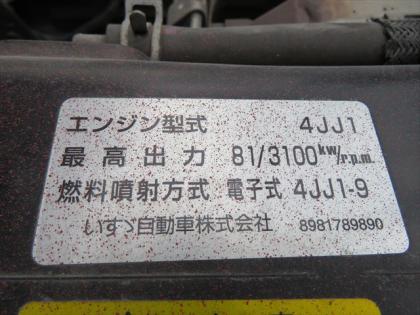 エンジン型式 4JJ1
最高出力 81/3100kw/r.p.m
燃料噴射方式 電子式 4JJ1-9
いすゞ自動車株式会社 8981789890